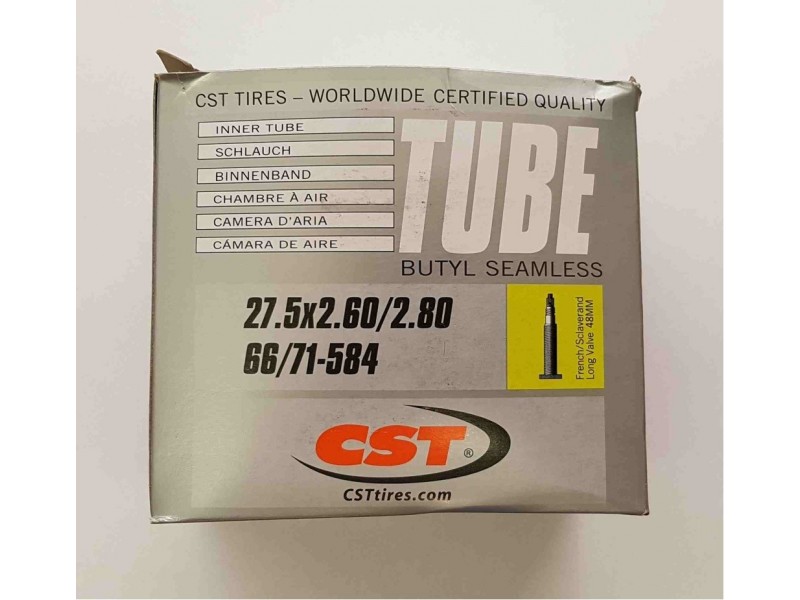 CST TIRES – WORLDWIDE CERTIFIED QUALITY
INNER TUBE
SCHLAUCH
BINNENBAND
CHAMBRE À AIR
CAMERA D'ARIA
CÁMARA DE AIRE
TUBE
BUTYL SEAMLESS
27.5x2.60/2.80
66/71-584
French/Sclaverand
Long Valve 48MM
CST®
CSTtires.com